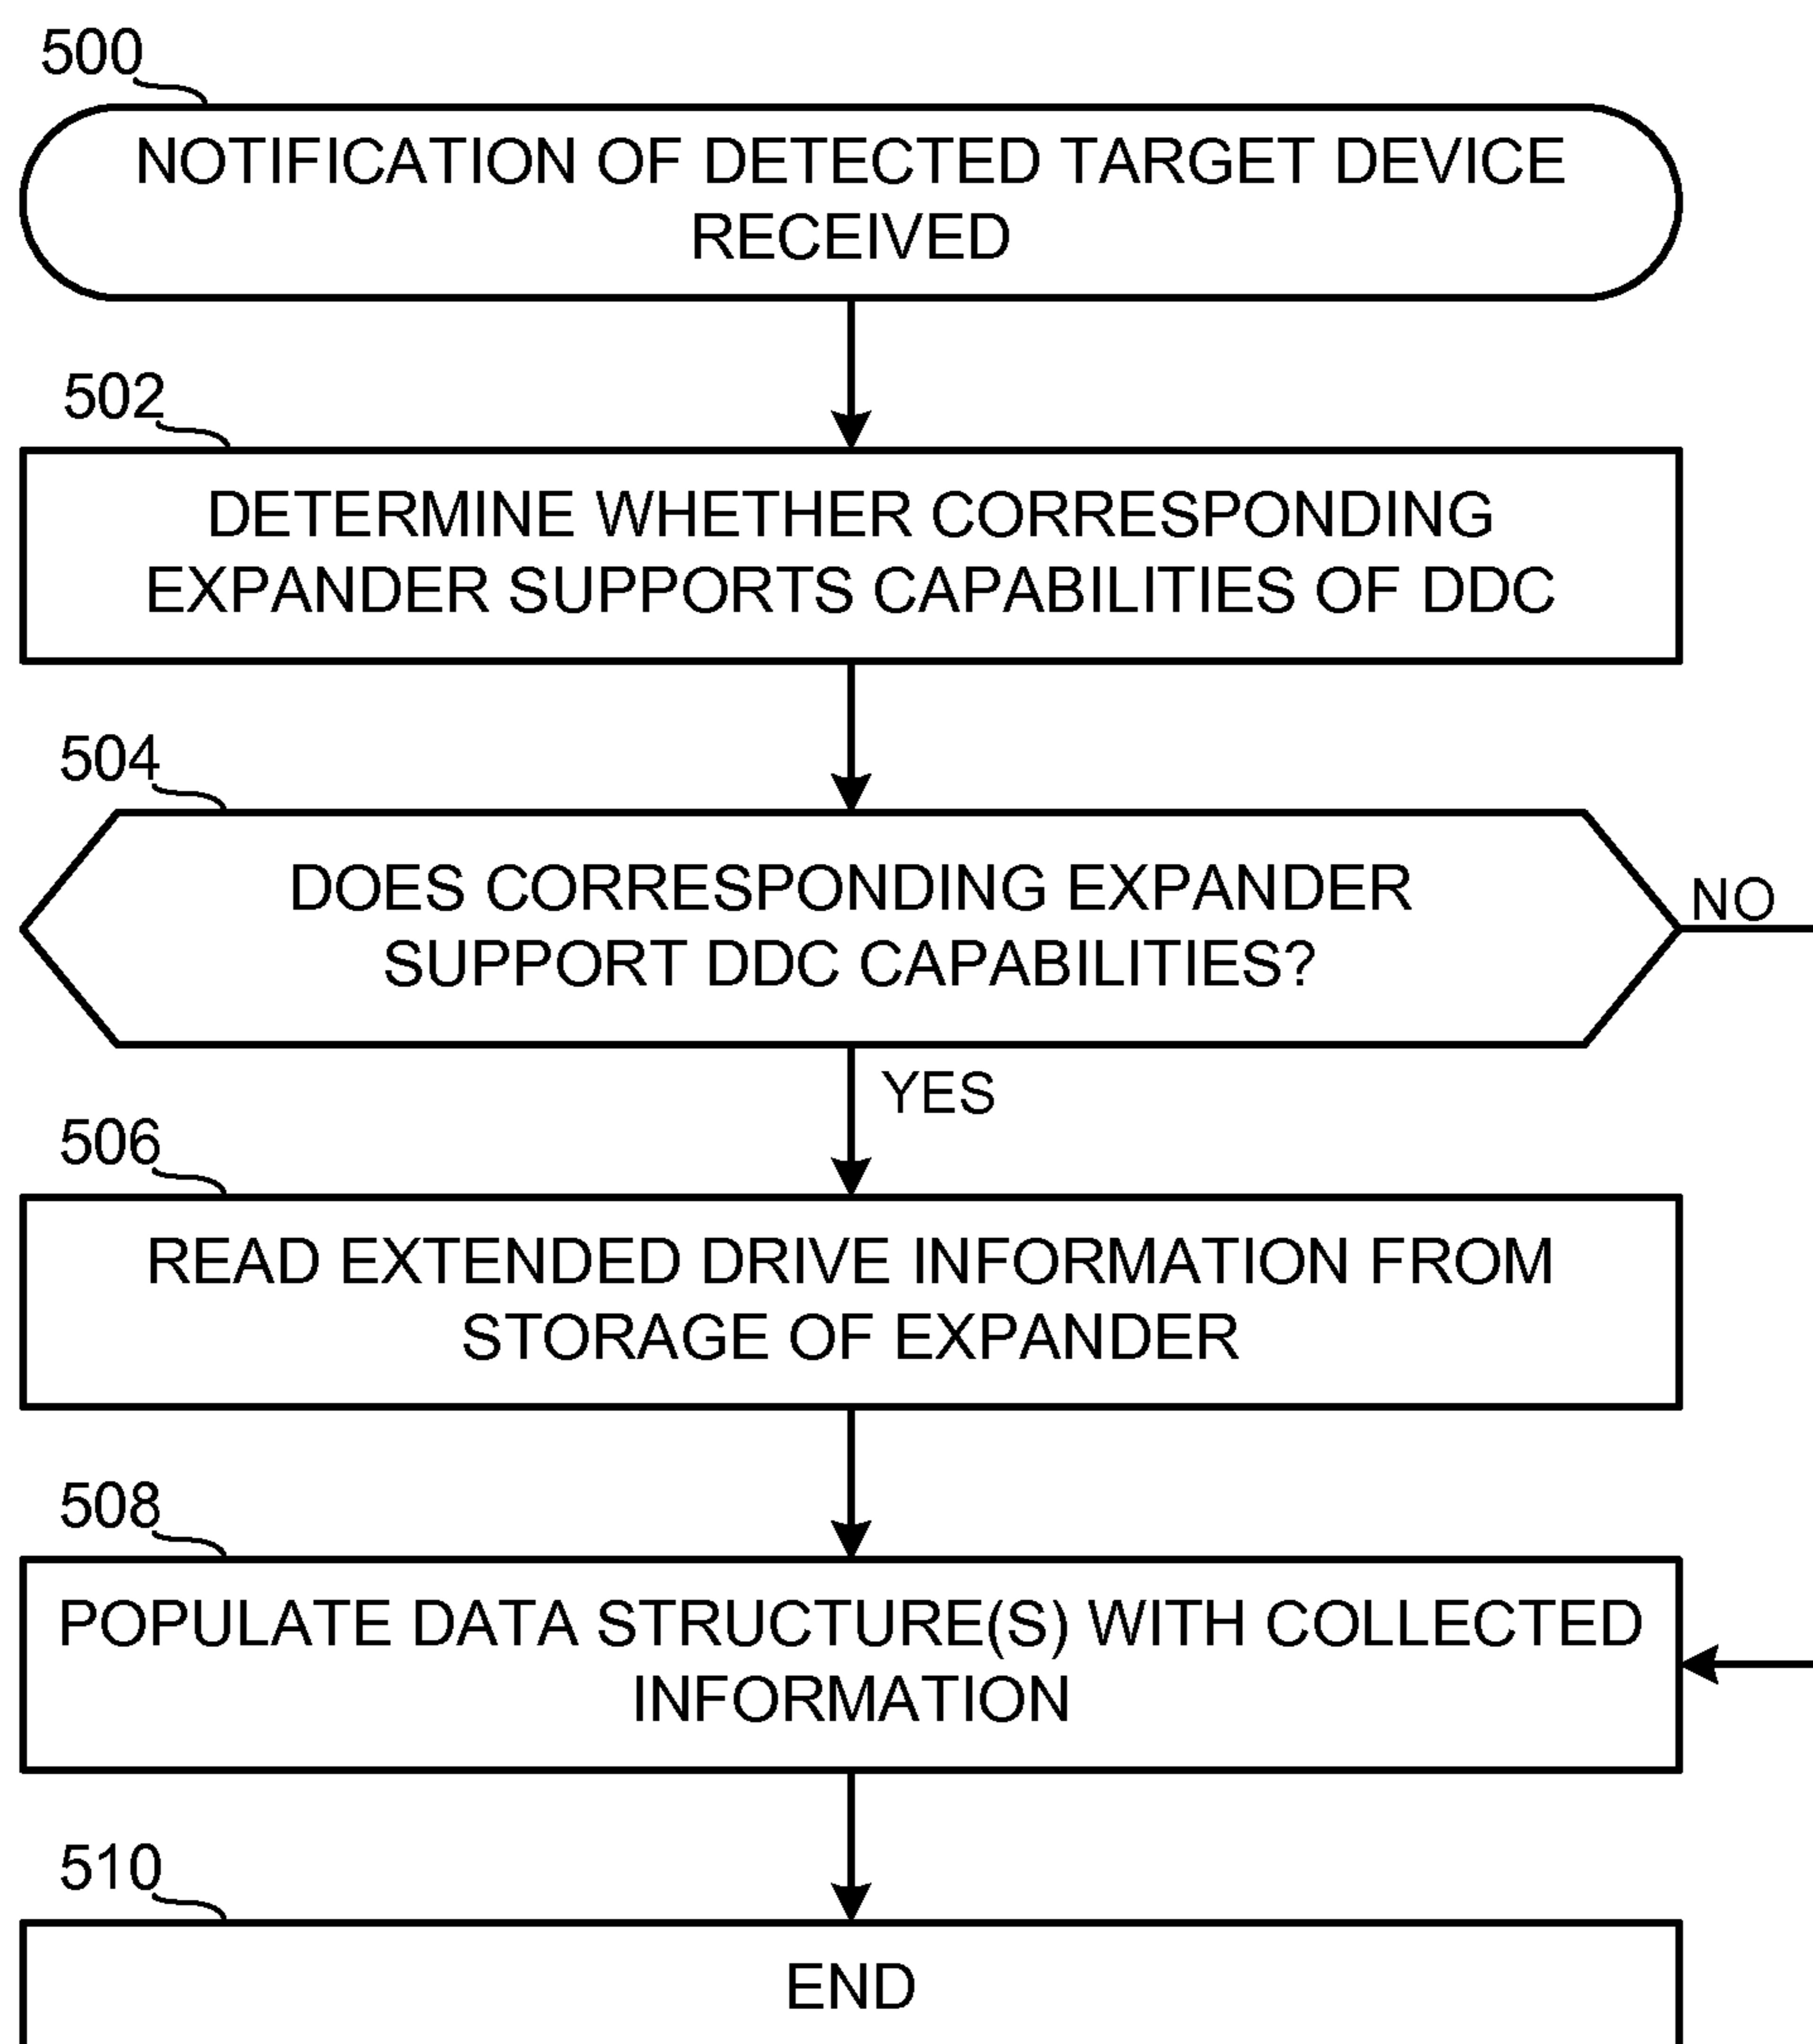 500
NOTIFICATION OF DETECTED TARGET DEVICE
RECEIVED
502
DETERMINE WHETHER CORRESPONDING
EXPANDER SUPPORTS CAPABILITIES OF DDC
504
DOES CORRESPONDING EXPANDER
SUPPORT DDC CAPABILITIES?
NO
YES
506
READ EXTENDED DRIVE INFORMATION FROM
STORAGE OF EXPANDER
508
POPULATE DATA STRUCTURE(S) WITH COLLECTED
INFORMATION
510
END